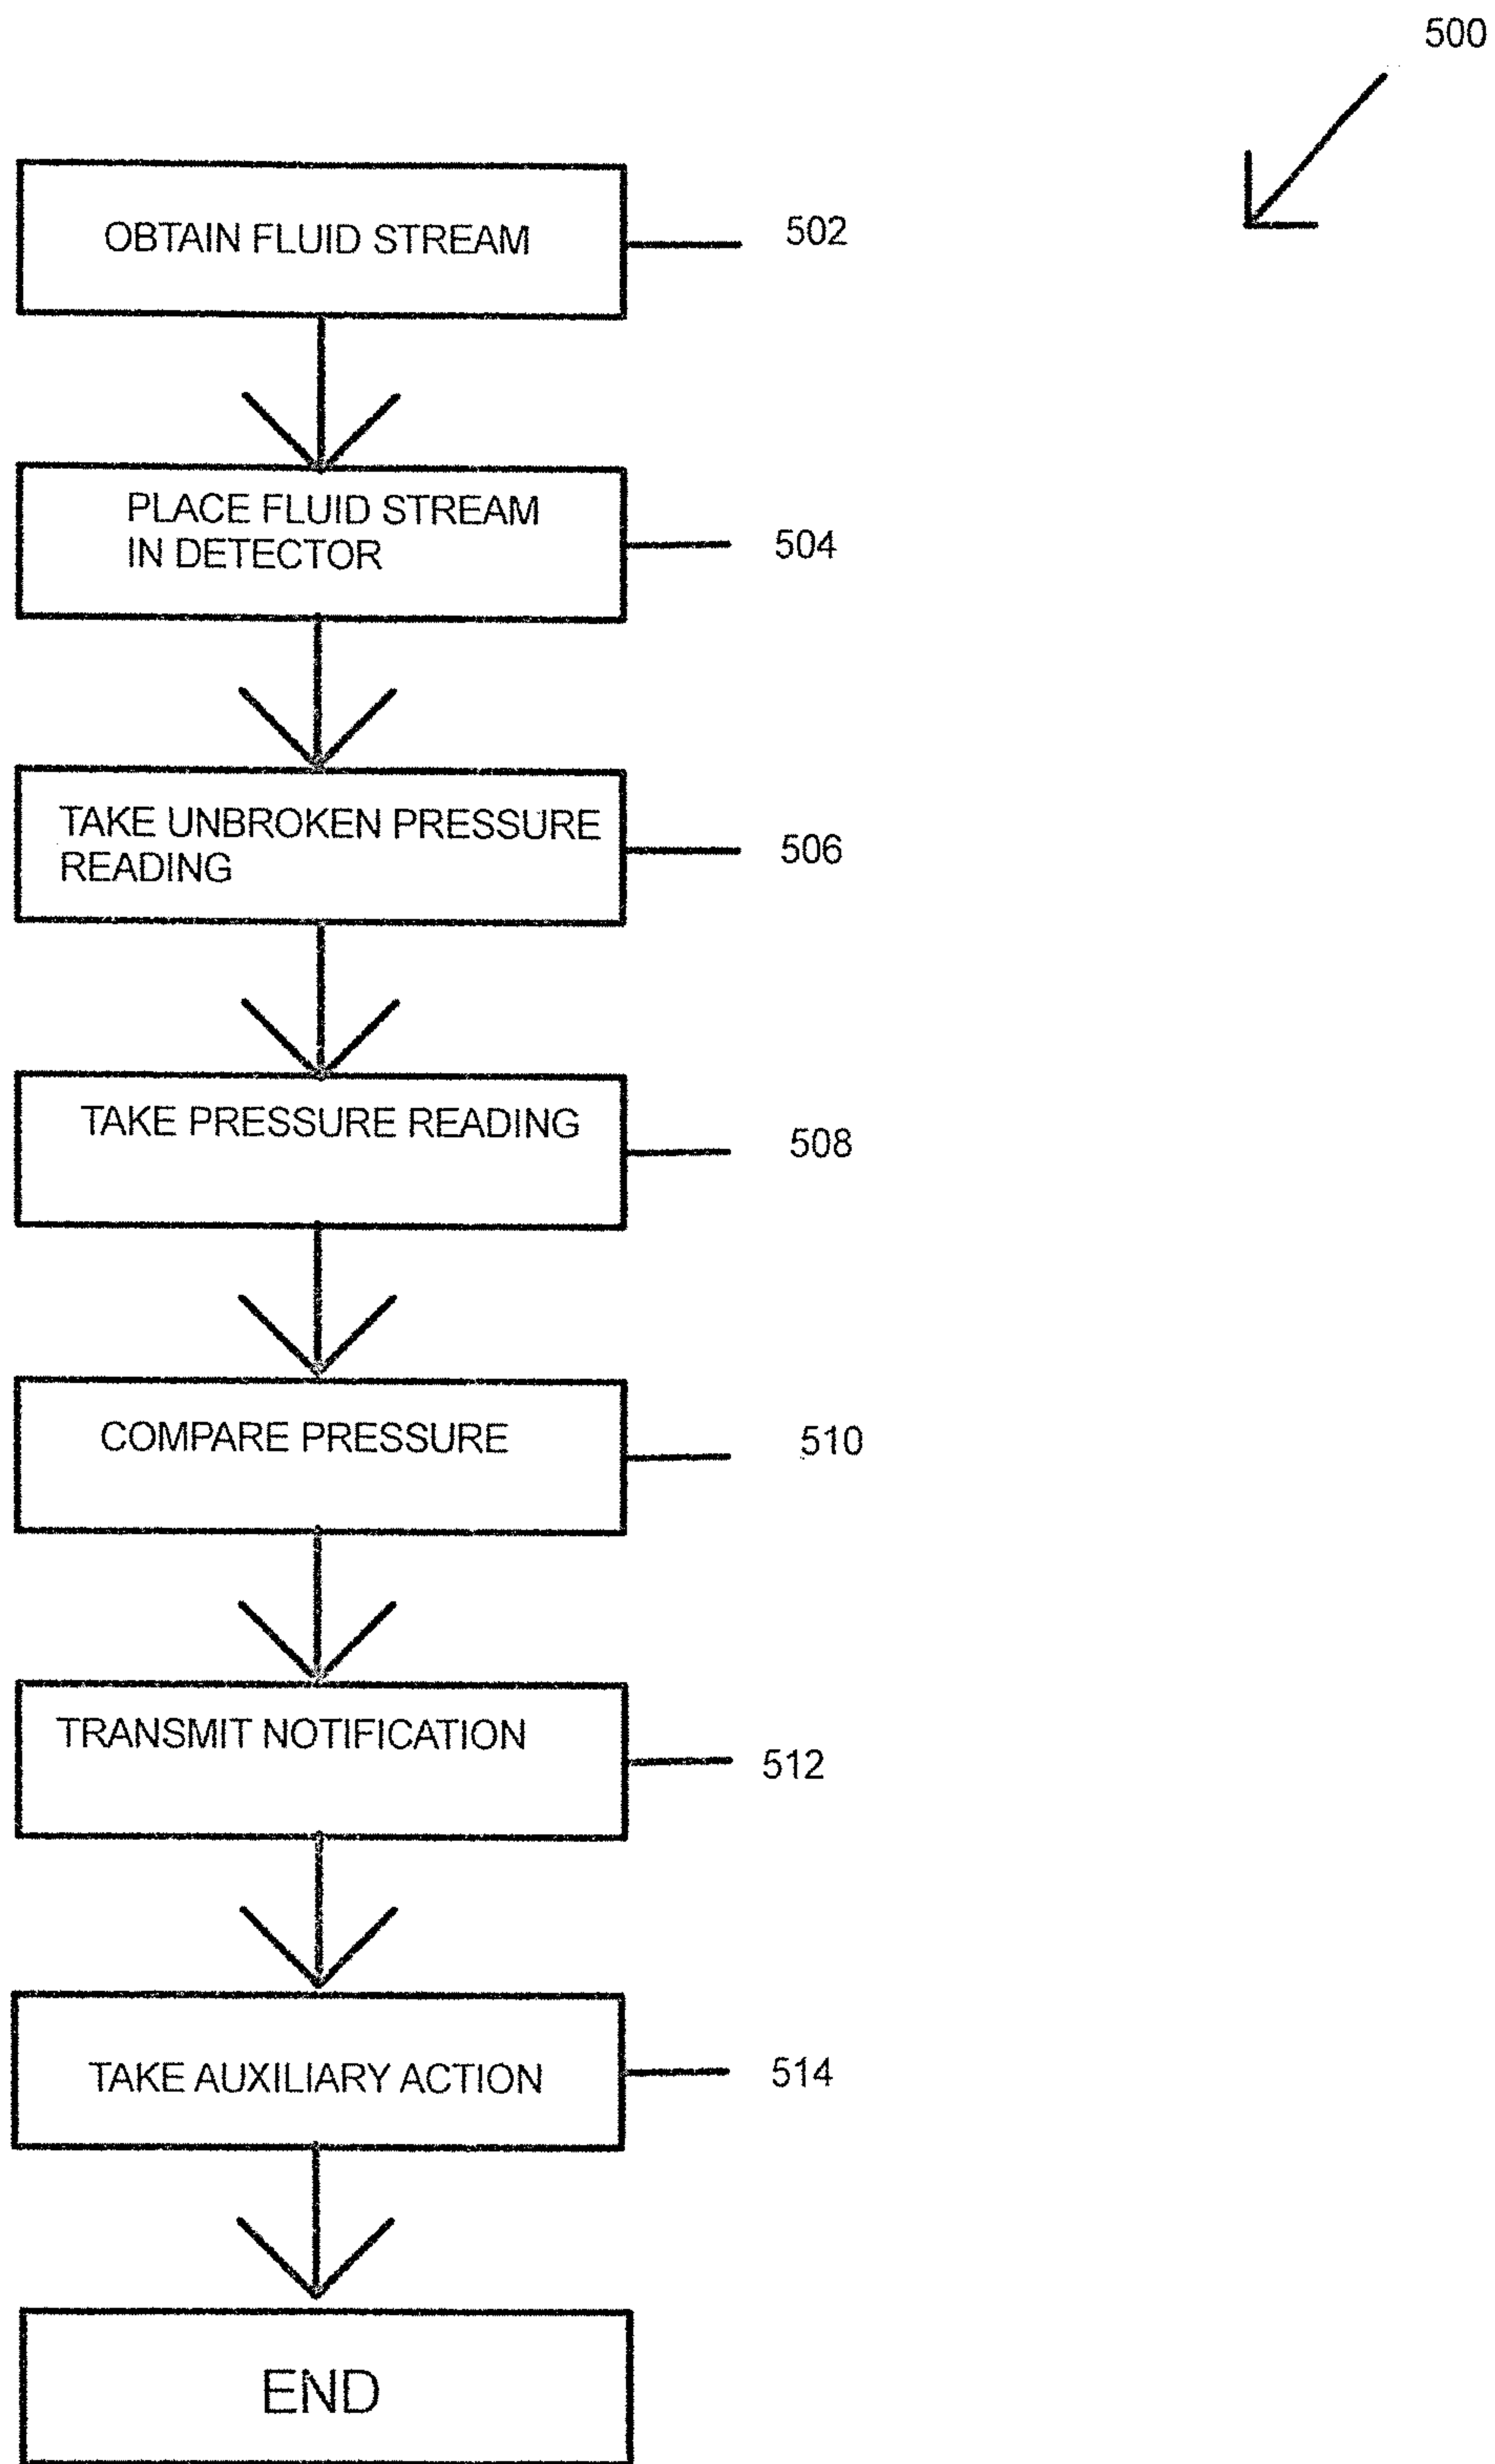 500
OBTAIN FLUID STREAM
502
PLACE FLUID STREAM
IN DETECTOR
504
TAKE UNBROKEN PRESSURE
READING
506
TAKE PRESSURE READING
508
COMPARE PRESSURE
510
TRANSMIT NOTIFICATION
512
TAKE AUXILIARY ACTION
514
END